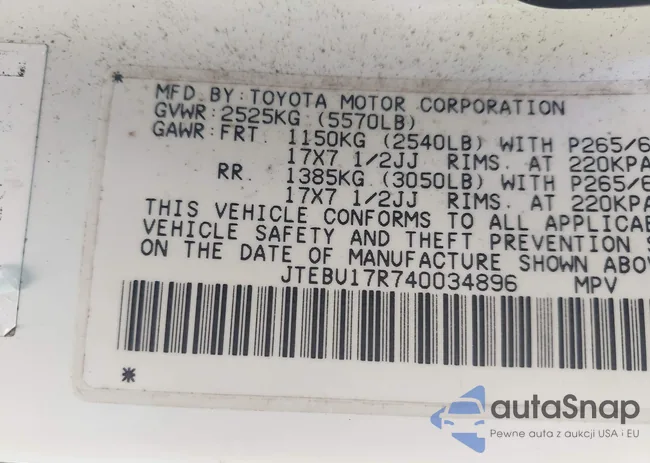 MFD. BY: TOYOTA MOTOR CORPORATION
GVWR: 2525KG (5570LB)
GAWR: FRT. 1150KG (2540LB) WITH P265/6
17X7 1/2JJ RIMS. AT 220KPA
RR. 1385KG (3050LB) WITH P265/6
17X7 1/2JJ RIMS. AT 220KPA
THIS VEHICLE CONFORMS TO ALL APPLICAB
VEHICLE SAFETY AND THEFT PREVENTION S
ON THE DATE OF MANUFACTURE SHOWN ABO
JTEBU17R740034896 MPV
autaSnap
Pewne auta z aukcji USA i EU